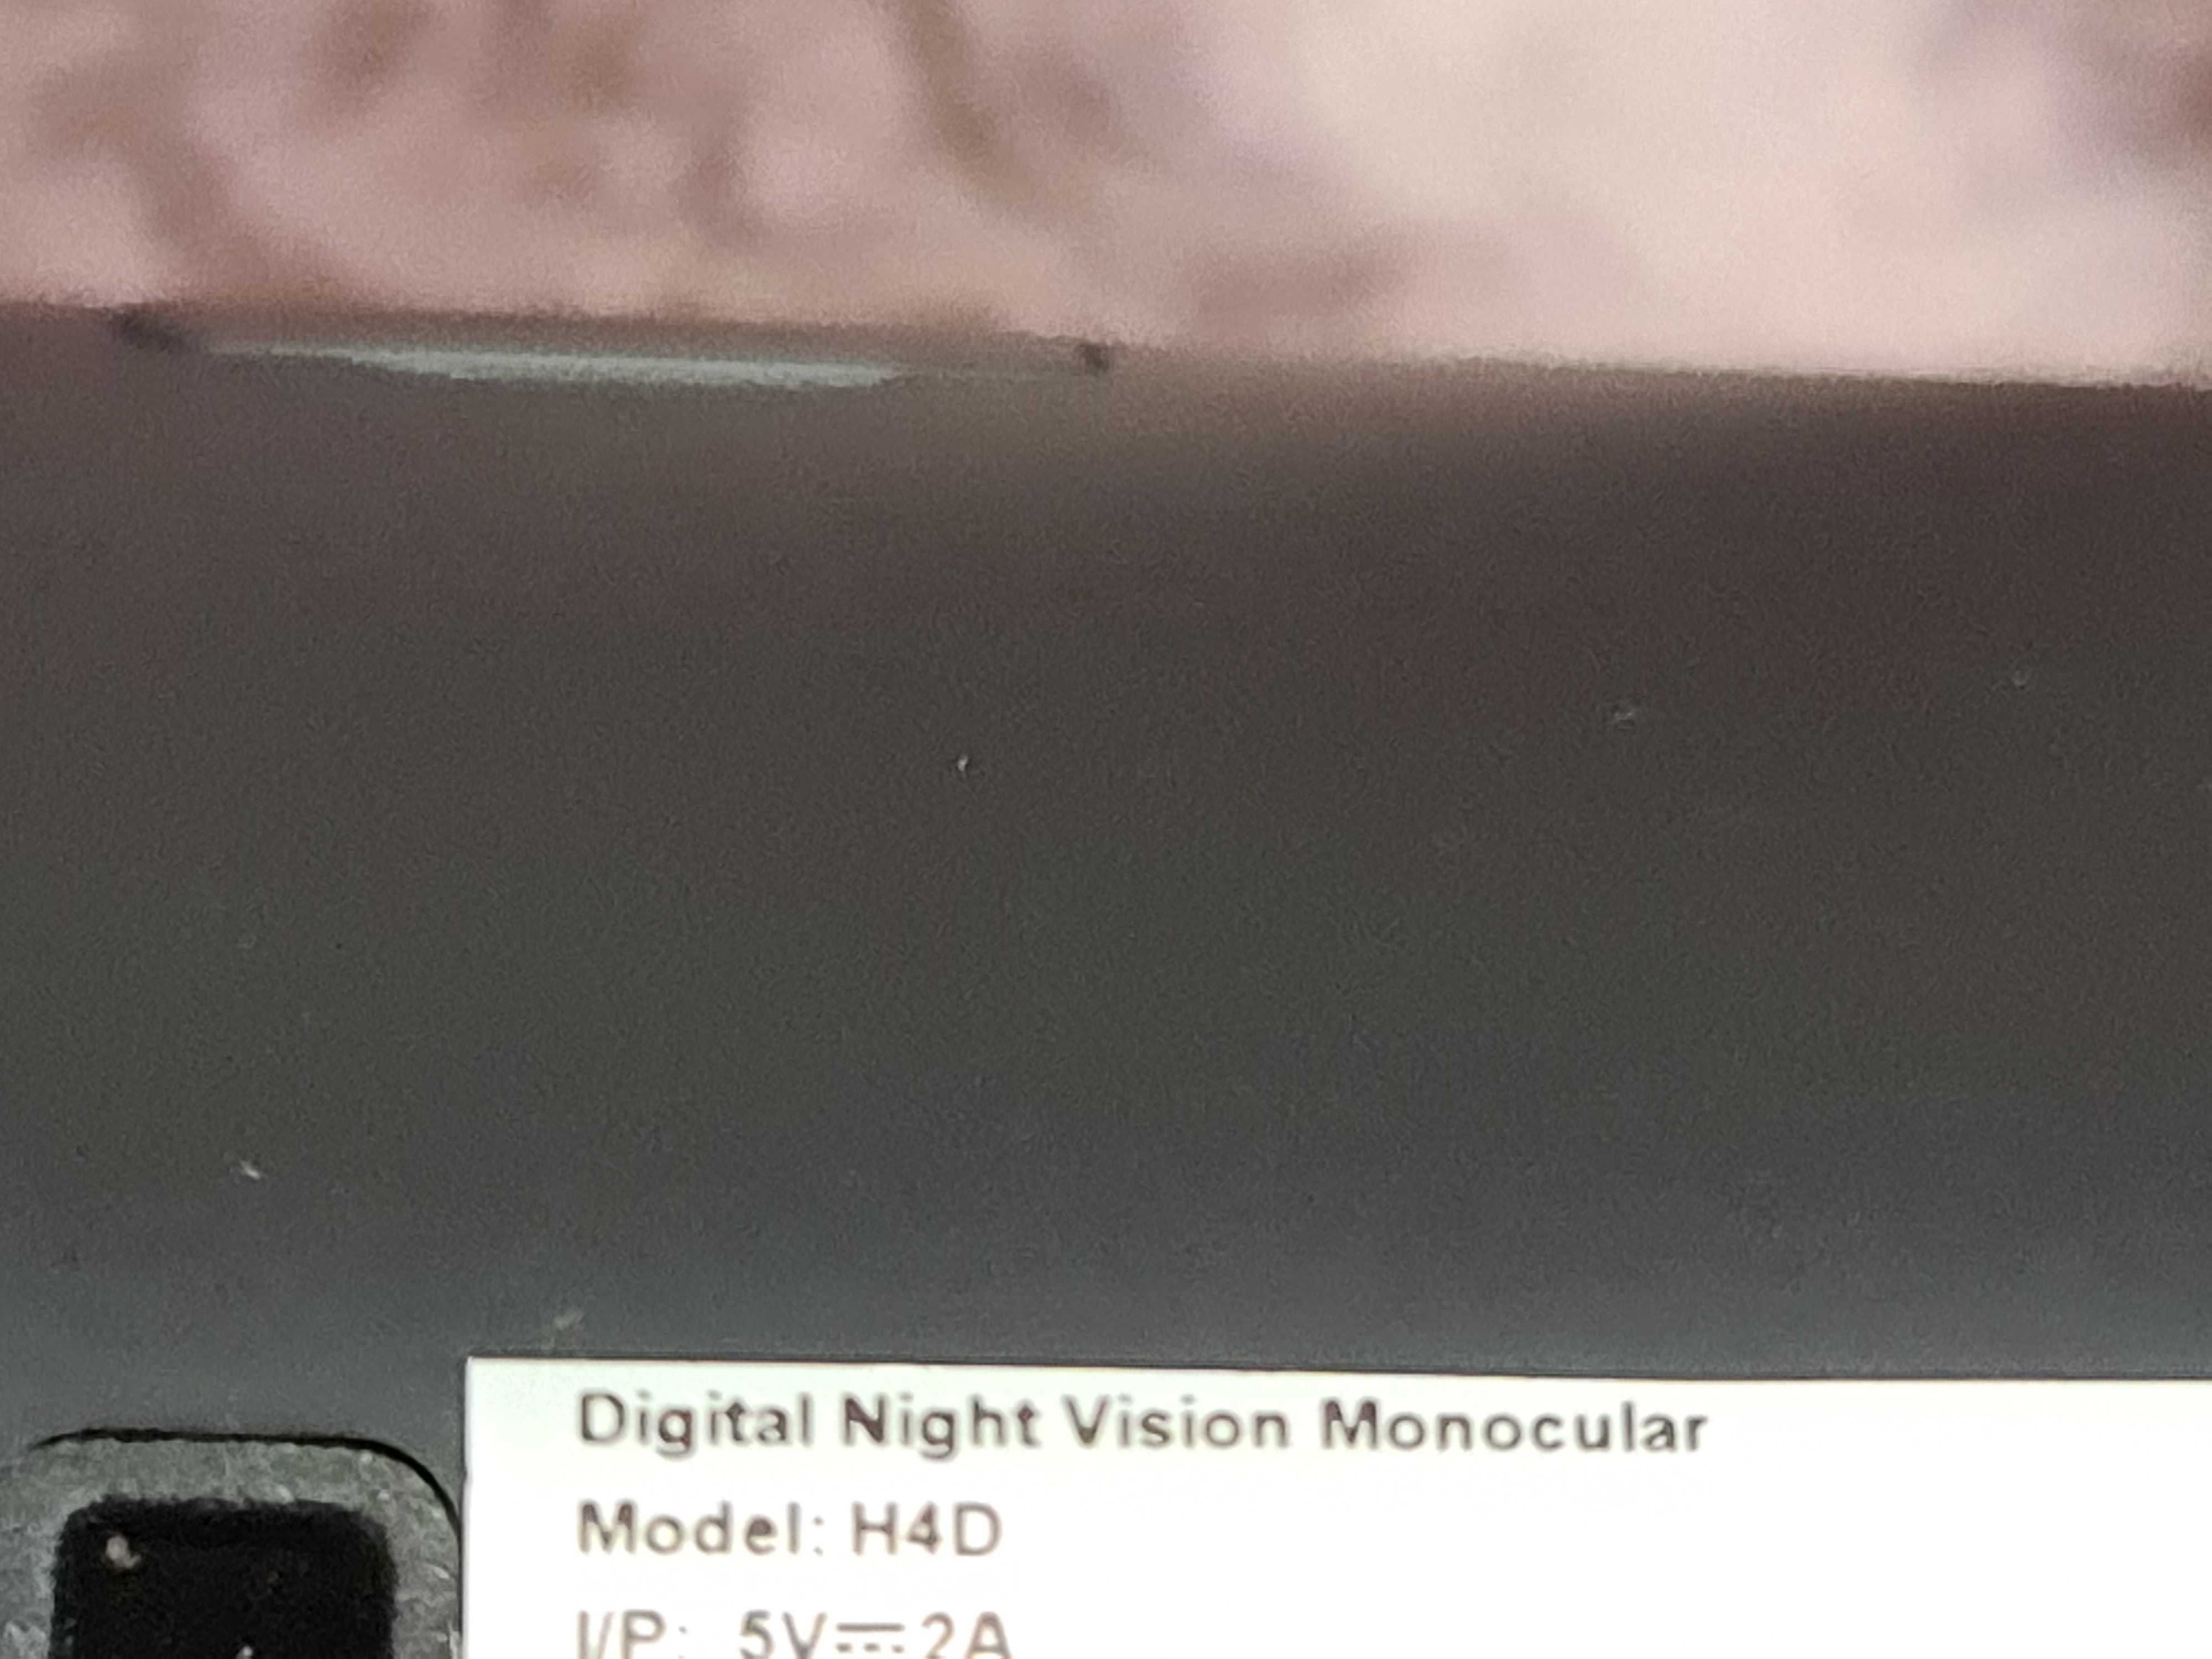 Digital Night Vision Monocular
Model: H4D
I/P: 5V⎓2A